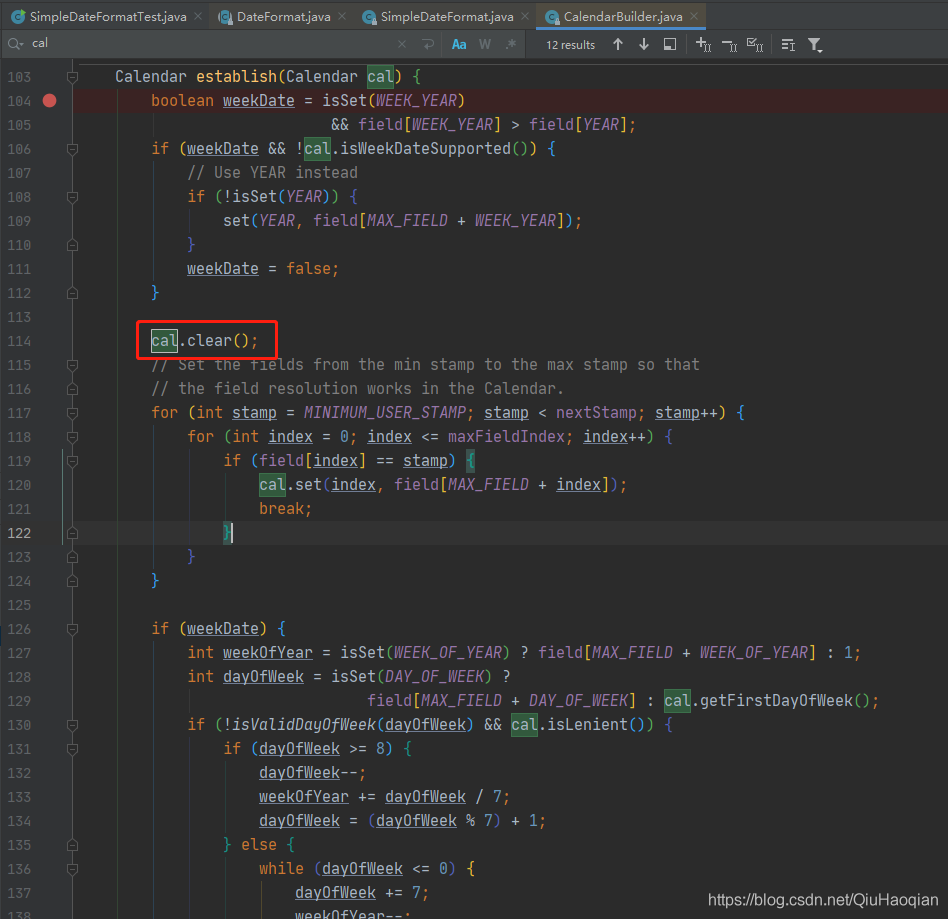 SimpleDateFormatTest.java × DateFormat.java × SimpleDateFormat.java × CalendarBuilder.java ×
cal × Aa W .* 12 results
103 Calendar establish(Calendar cal) {
104 boolean weekDate = isSet(WEEK_YEAR)
105 && field[WEEK_YEAR] > field[YEAR];
106 if (weekDate && !cal.isWeekDateSupported()) {
107 // Use YEAR instead
108 if (!isSet(YEAR)) {
109 set(YEAR, field[MAX_FIELD + WEEK_YEAR]);
110 }
111 weekDate = false;
112 }
113
114 cal.clear();
115 // Set the fields from the min stamp to the max stamp so that
116 // the field resolution works in the Calendar.
117 for (int stamp = MINIMUM_USER_STAMP; stamp < nextStamp; stamp++) {
118 for (int index = 0; index <= maxFieldIndex; index++) {
119 if (field[index] == stamp) {
120 cal.set(index, field[MAX_FIELD + index]);
121 break;
122 }
123 }
124 }
125
126 if (weekDate) {
127 int weekOfYear = isSet(WEEK_OF_YEAR) ? field[MAX_FIELD + WEEK_OF_YEAR] : 1;
128 int dayOfWeek = isSet(DAY_OF_WEEK) ?
129 field[MAX_FIELD + DAY_OF_WEEK] : cal.getFirstDayOfWeek();
130 if (!isValidDayOfWeek(dayOfWeek) && cal.isLenient()) {
131 if (dayOfWeek >= 8) {
132 dayOfWeek--;
133 weekOfYear += dayOfWeek / 7;
134 dayOfWeek = (dayOfWeek % 7) + 1;
135 } else {
136 while (dayOfWeek <= 0) {
137 dayOfWeek += 7;
138 weekOfYear--;
https://blog.csdn.net/QiuHaoqian